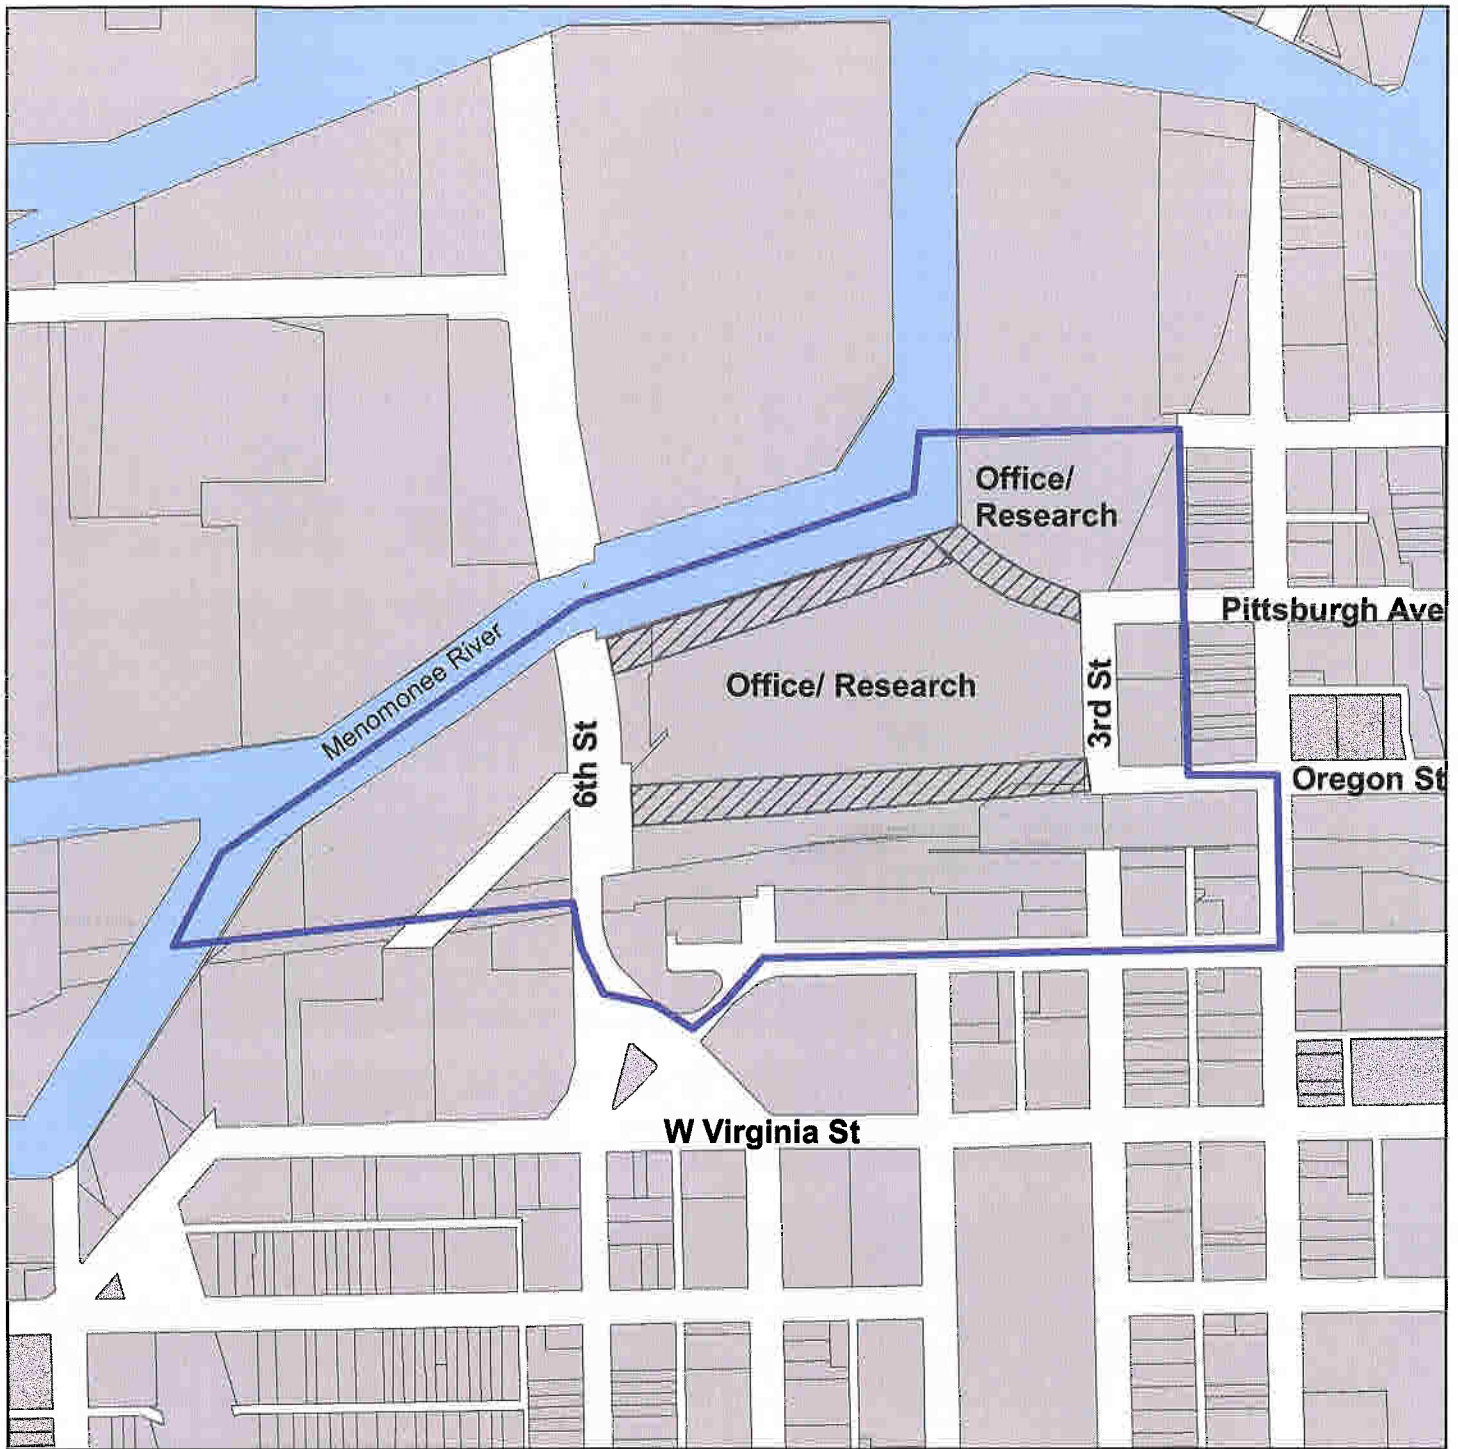 Office/
Research
Pittsburgh Ave
Menomonee River
Office/ Research
3rd St
6th St
Oregon St
W Virginia St